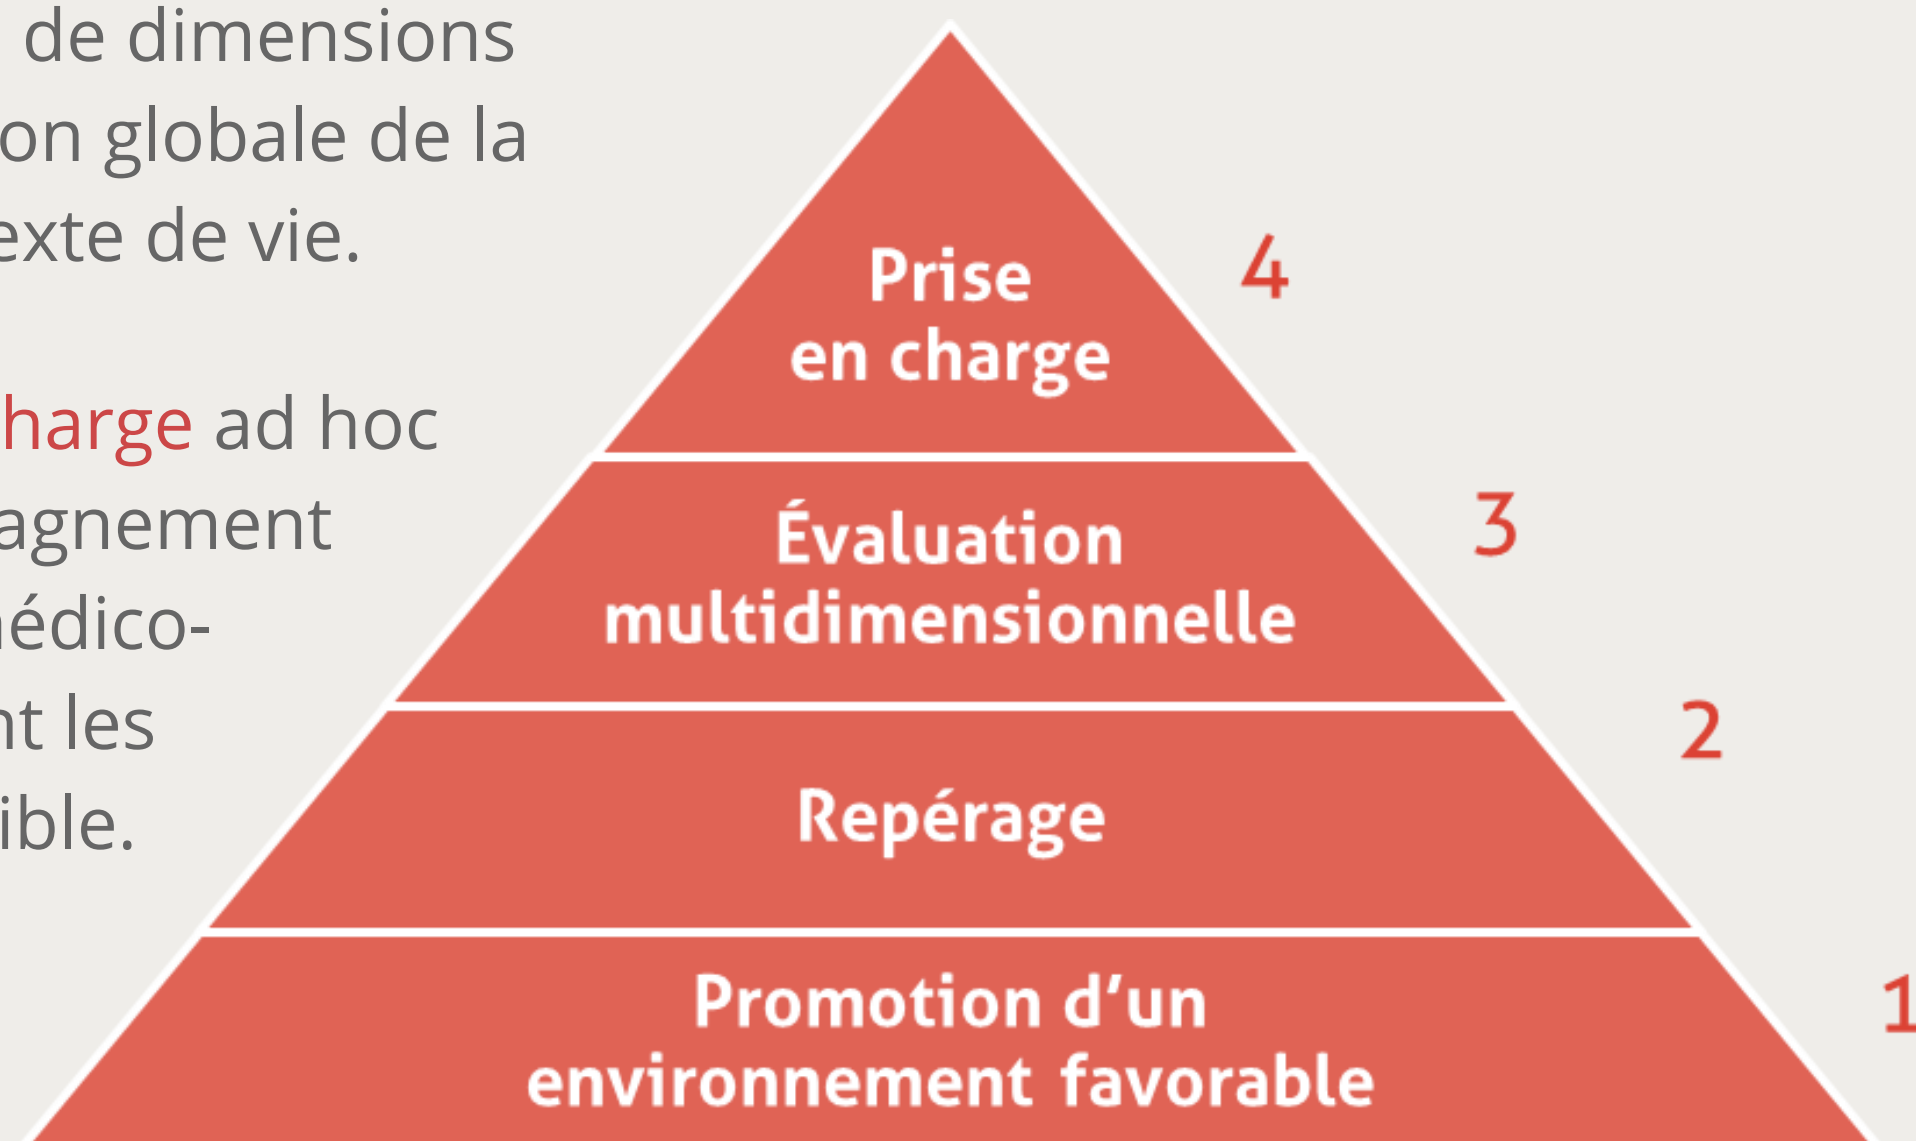 de dimensions
on globale de la
exte de vie.
harge ad hoc
agnement
édico-
nt les
ible.
Prise
en charge
4
Évaluation
multidimensionnelle
3
Repérage
2
Promotion d’un
environnement favorable
1